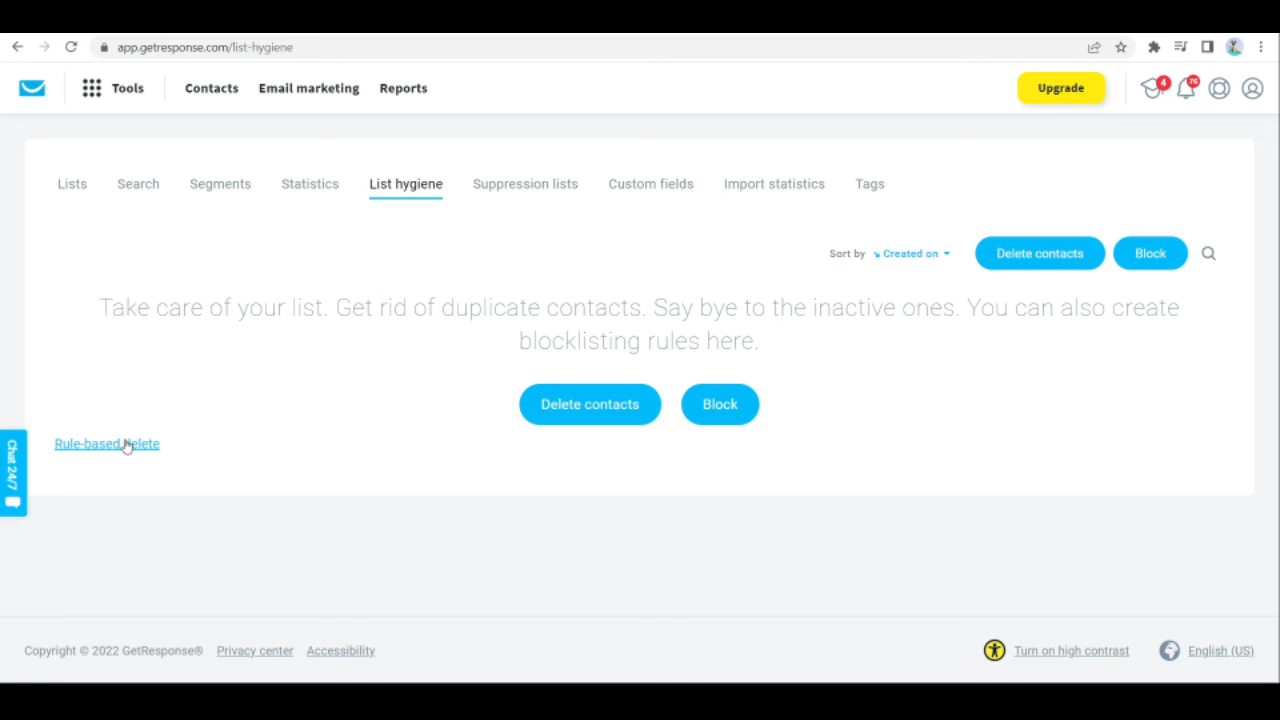 app.getresponse.com/list-hygiene
Tools Contacts Email marketing Reports Upgrade 4 76
Lists Search Segments Statistics List hygiene Suppression lists Custom fields Import statistics Tags
Sort by Created on Delete contacts Block
Take care of your list. Get rid of duplicate contacts. Say bye to the inactive ones. You can also create
blocklisting rules here.
Delete contacts Block
Rule-based delete
Chat 24/7
Copyright © 2022 GetResponse® Privacy center Accessibility Turn on high contrast English (US)